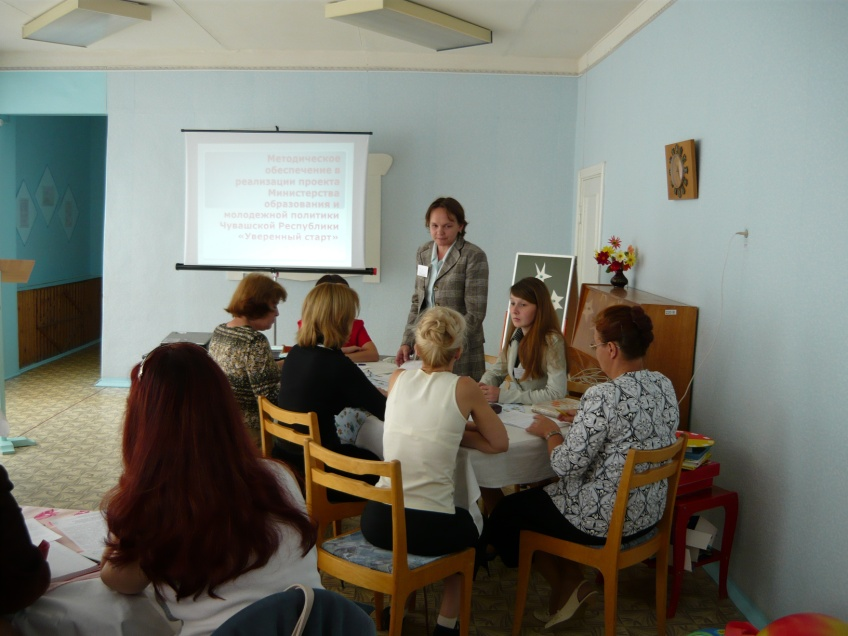 Методическое
обеспечение в
реализации проекта
Министерства
образования и
молодежной политики
Чувашской Республики
«Уверенный старт»